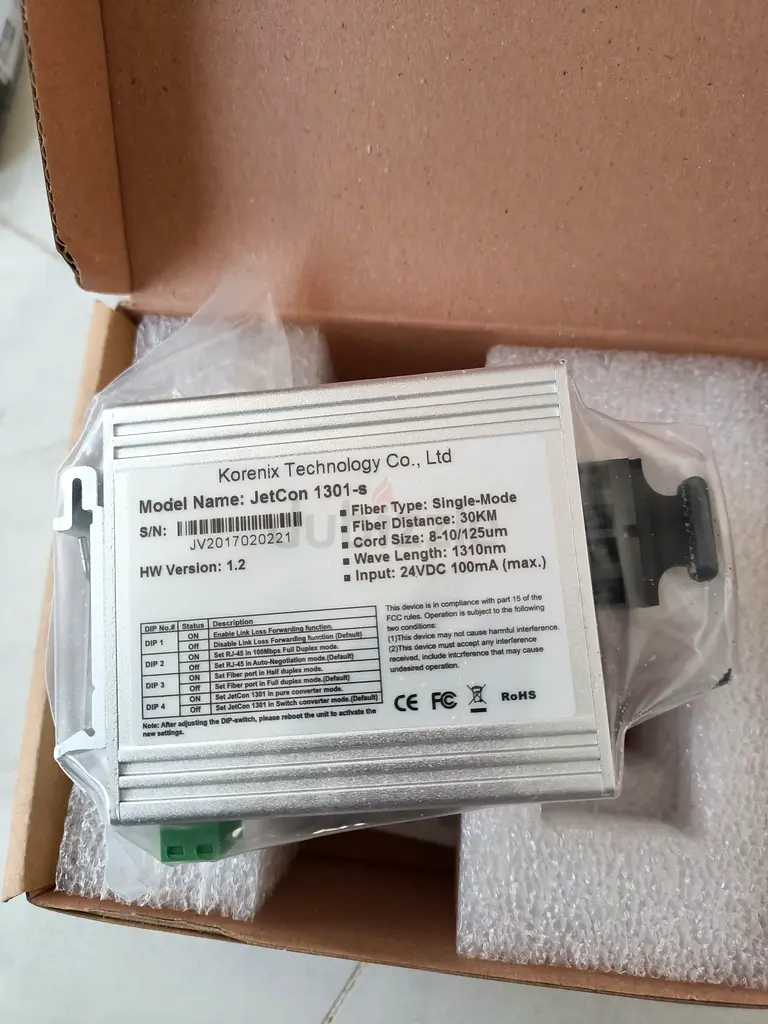 Korenix Technology Co., Ltd
Model Name: JetCon 1301-s
S/N:
JV2017020221
HW Version: 1.2
Fiber Type: Single-Mode
Fiber Distance: 30KM
Cord Size: 8-10/125um
Wave Length: 1310nm
Input: 24VDC 100mA (max.)
DIP No.# Status Description
DIP 1 ON Enable Link Loss Forwarding function.
Off Disable Link Loss Forwarding function (Default)
DIP 2 ON Set RJ-45 in 100Mbps Full Duplex mode.
Off Set RJ-45 in Auto-Negotiation mode.(Default)
DIP 3 ON Set Fiber port in Half duplex mode.
Off Set Fiber port in Full duplex mode.(Default)
DIP 4 ON Set JetCon 1301 in pure converter mode.
Off Set JetCon 1301 in Switch converter mode.(Default)
Note: After adjusting the DIP-switch, please reboot the unit to activate the
new settings.
This device is in compliance with part 15 of the
FCC rules. Operation is subject to the following
two conditions:
(1)This device may not cause harmful interference.
(2)This device must accept any interference
received, include intcrference that may cause
undesired operation.
CE FC RoHS